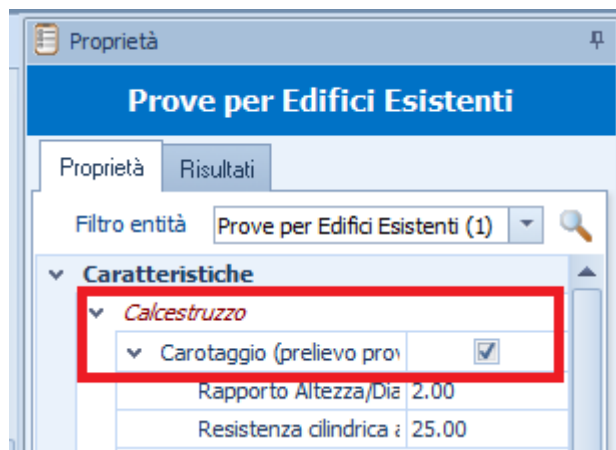 Proprietà
Prove per Edifici Esistenti
Proprietà Risultati
Filtro entità Prove per Edifici Esistenti (1)
Caratteristiche
Calcestruzzo
Carotaggio (prelievo prov
Rapporto Altezza/Dia 2.00
Resistenza cilindrica a 25.00